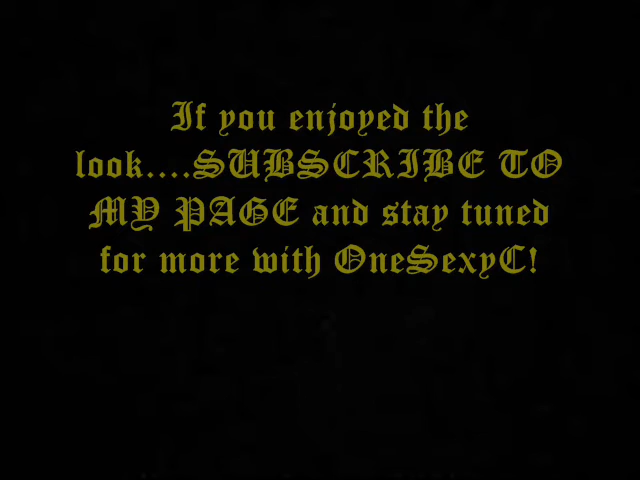 If you enjoyed the
look....SUBSCRIBE TO
MY PAGE and stay tuned
for more with OneSexyC!